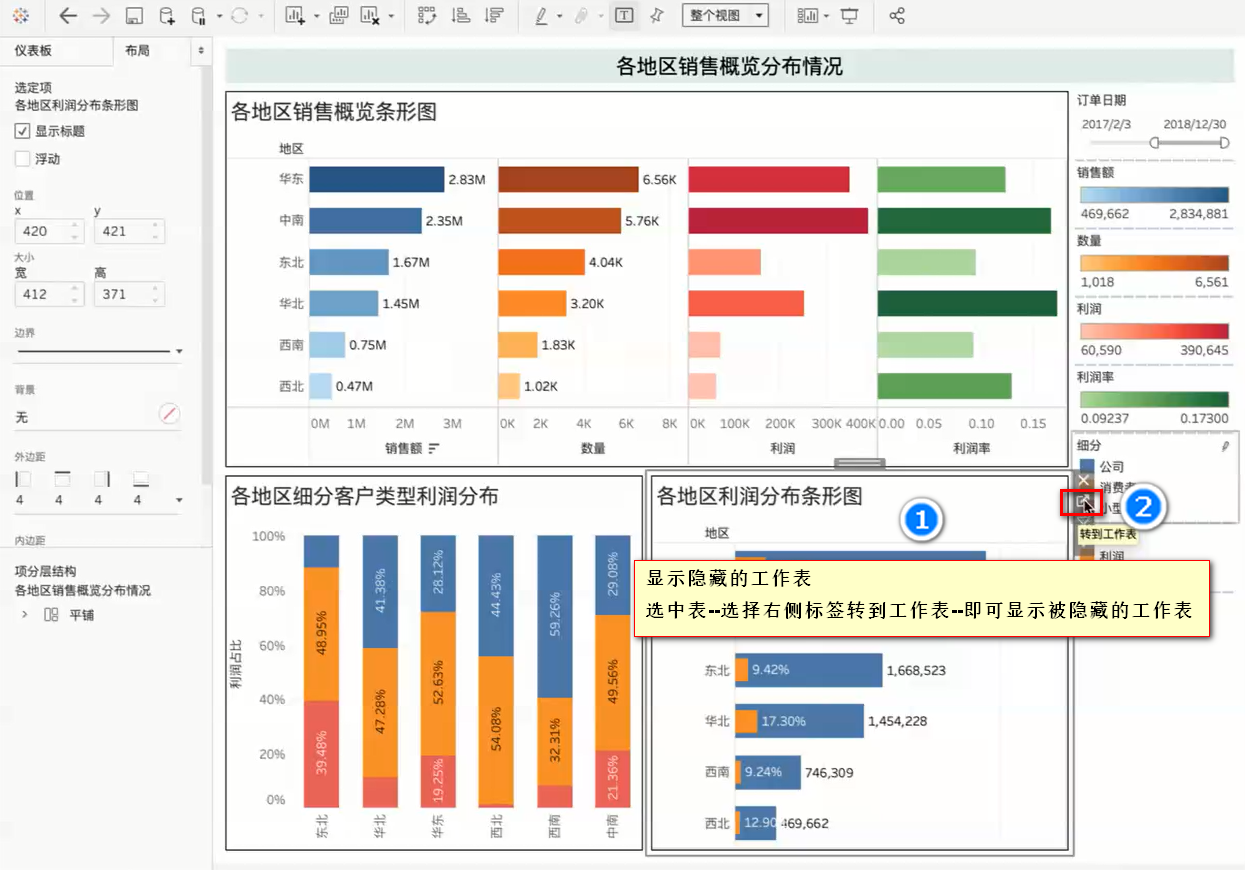 整个视图
仪表板
布局
选定项
各地区利润分布条形图
显示标题
浮动
位置
x
y
420
421
大小
宽
高
412
371
边界
背景
无
外边距
4 4 4 4
内边距
项分层结构
各地区销售概览分布情况
平铺
各地区销售概览分布情况
各地区销售概览条形图
地区
华东 2.83M 6.56K
中南 2.35M 5.76K
东北 1.67M 4.04K
华北 1.45M 3.20K
西南 0.75M 1.83K
西北 0.47M 1.02K
0M 1M 2M 3M 0K 2K 4K 6K 8K 0K 100K 200K 300K 400K 0.00 0.05 0.10 0.15
销售额 数量 利润 利润率
订单日期
2017/2/3 2018/12/30
销售额
469,662 2,834,881
数量
1,018 6,561
利润
60,590 390,645
利润率
0.09237 0.17300
细分
公司
消费者
小型
转到工作表
利润
各地区细分客户类型利润分布
100%
80%
60%
40%
20%
0%
利润占比
48.95%
39.48%
41.38%
47.28%
28.12%
52.63%
19.25%
44.43%
54.08%
59.26%
32.31%
29.08%
49.56%
21.36%
东北 华北 华东 西北 西南 中南
各地区利润分布条形图
地区
1
2
显示隐藏的工作表
选中表--选择右侧标签转到工作表--即可显示被隐藏的工作表
东北 9.42% 1,668,523
华北 17.30% 1,454,228
西南 9.24% 746,309
西北 12.90 469,662